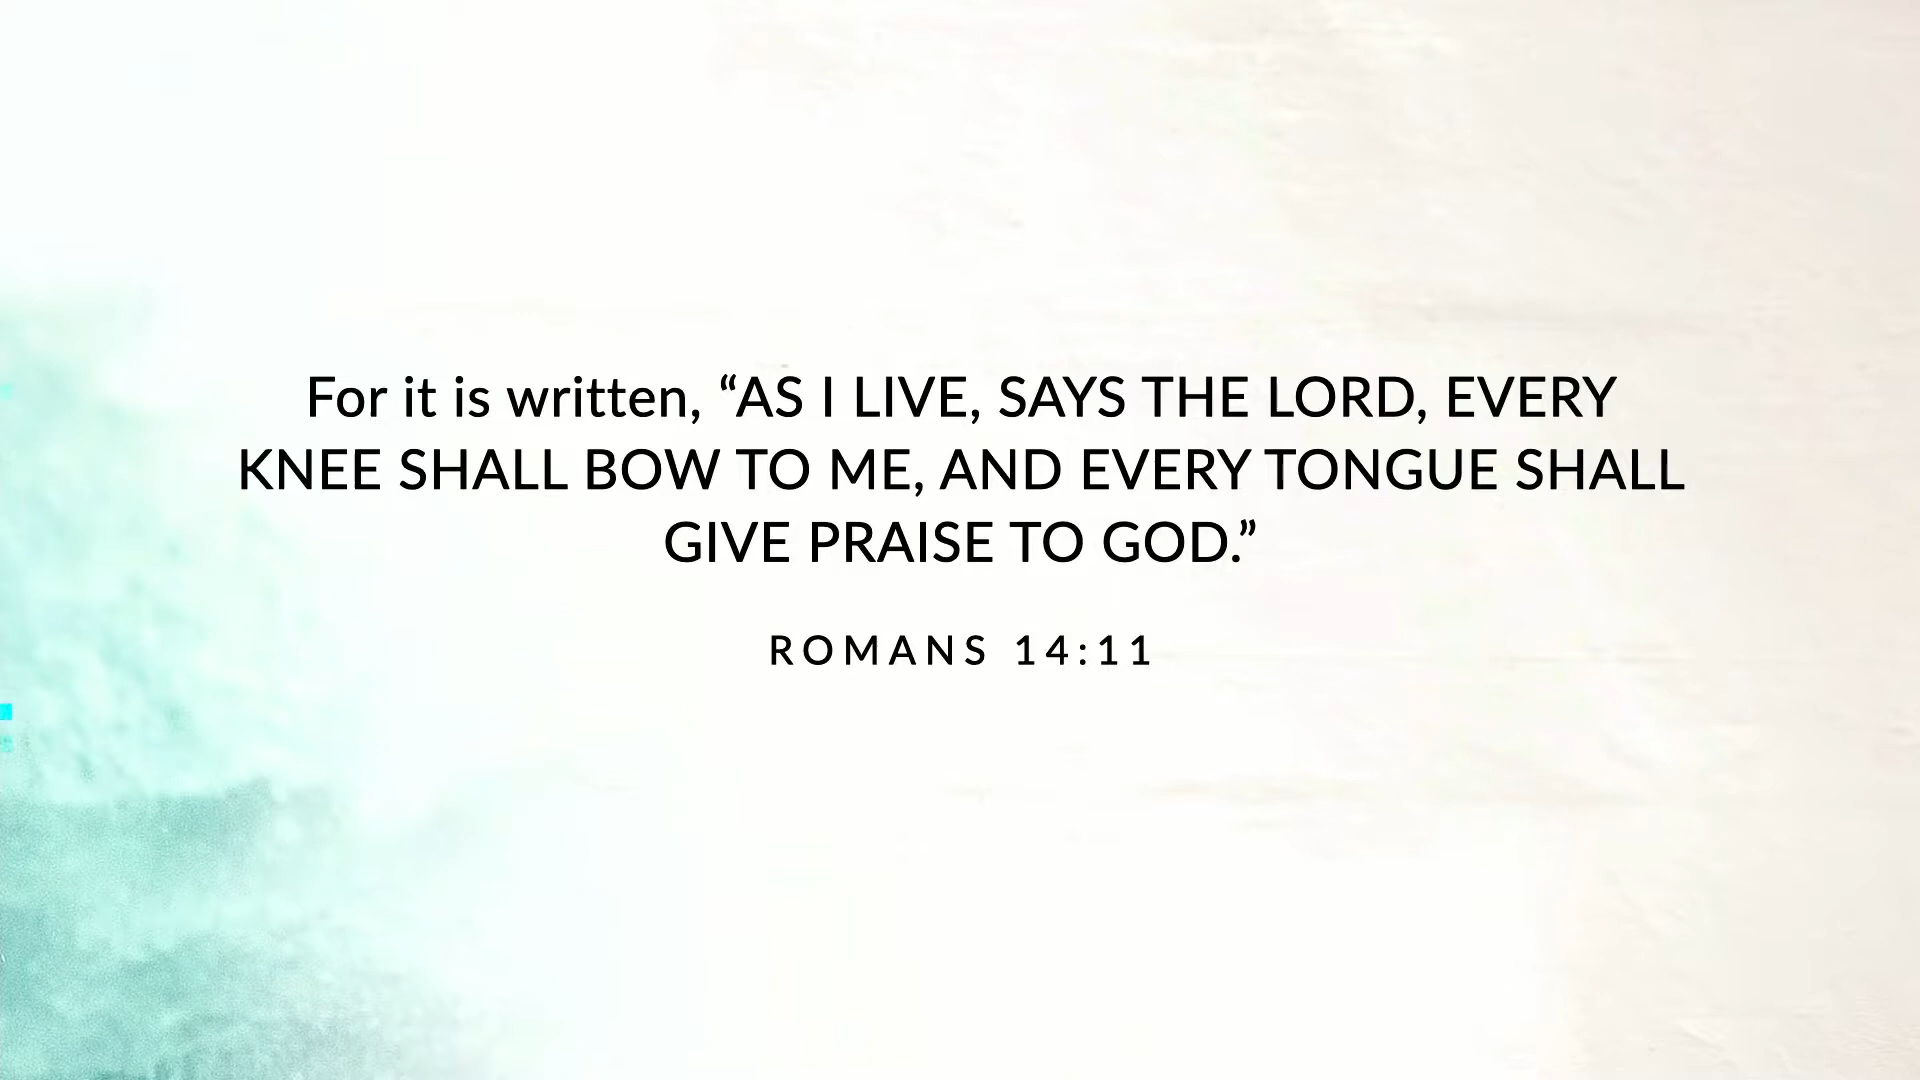 For it is written, “AS I LIVE, SAYS THE LORD, EVERY
KNEE SHALL BOW TO ME, AND EVERY TONGUE SHALL
GIVE PRAISE TO GOD.”
ROMANS 14:11